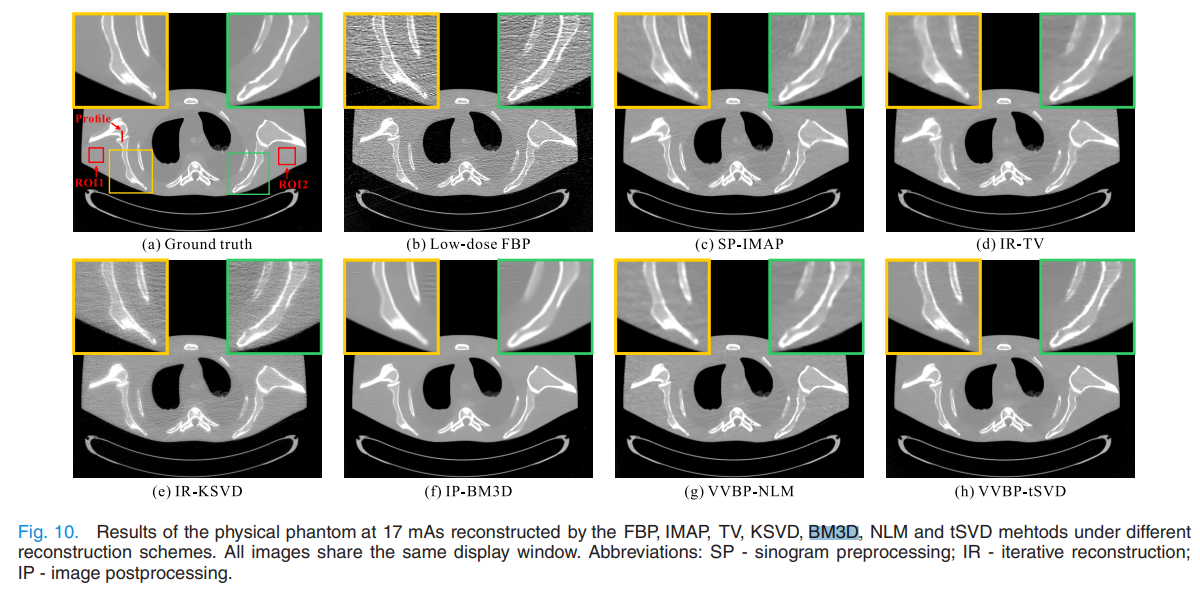 Profile
ROI1
ROI2
(a) Ground truth
(b) Low-dose FBP
(c) SP-IMAP
(d) IR-TV
(e) IR-KSVD
(f) IP-BM3D
(g) VVBP-NLM
(h) VVBP-tSVD
Fig. 10. Results of the physical phantom at 17 mAs reconstructed by the FBP, IMAP, TV, KSVD, BM3D, NLM and tSVD mehtods under different
reconstruction schemes. All images share the same display window. Abbreviations: SP - sinogram preprocessing; IR - iterative reconstruction;
IP - image postprocessing.